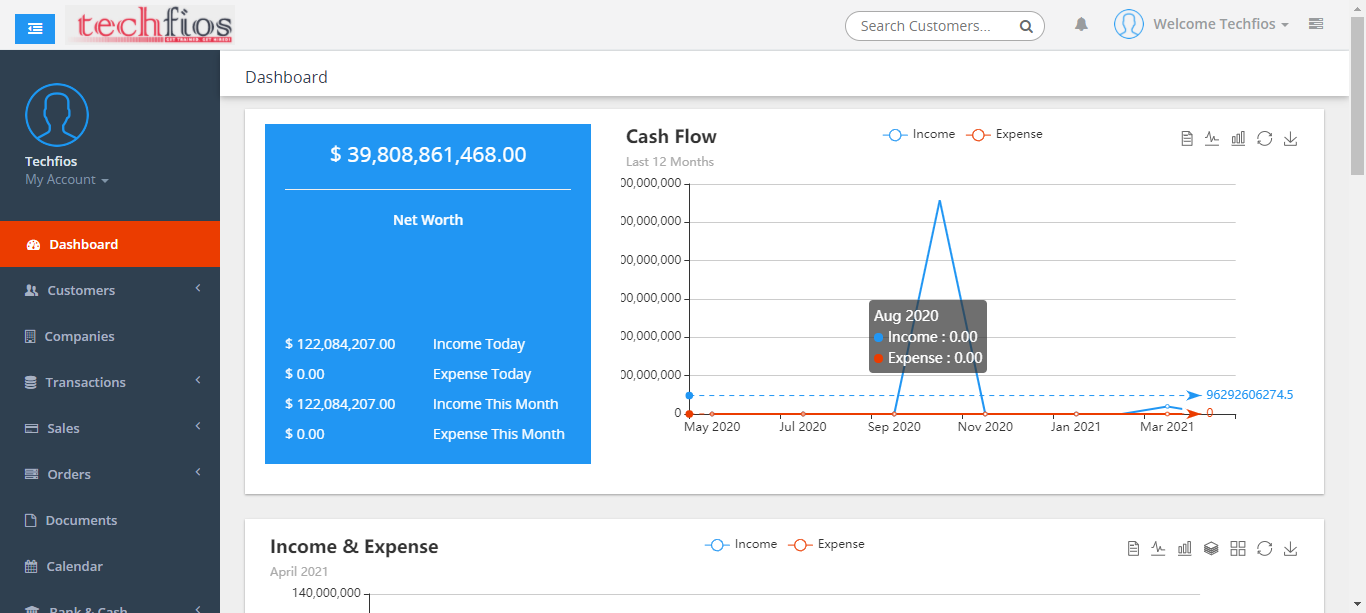 techfios
GET TRAINED. GET HIRED!
Search Customers...
Welcome Techfios
Techfios
My Account
Dashboard
Customers
Companies
Transactions
Sales
Orders
Documents
Calendar
Bank & Cash
Dashboard
$ 39,808,861,468.00
Net Worth
$ 122,084,207.00 Income Today
$ 0.00 Expense Today
$ 122,084,207.00 Income This Month
$ 0.00 Expense This Month
Cash Flow
Last 12 Months
Income Expense
00,000,000
00,000,000
00,000,000
00,000,000
00,000,000
00,000,000
0
Aug 2020
Income : 0.00
Expense : 0.00
96292606274.5
0
May 2020 Jul 2020 Sep 2020 Nov 2020 Jan 2021 Mar 2021
Income & Expense
April 2021
Income Expense
140,000,000